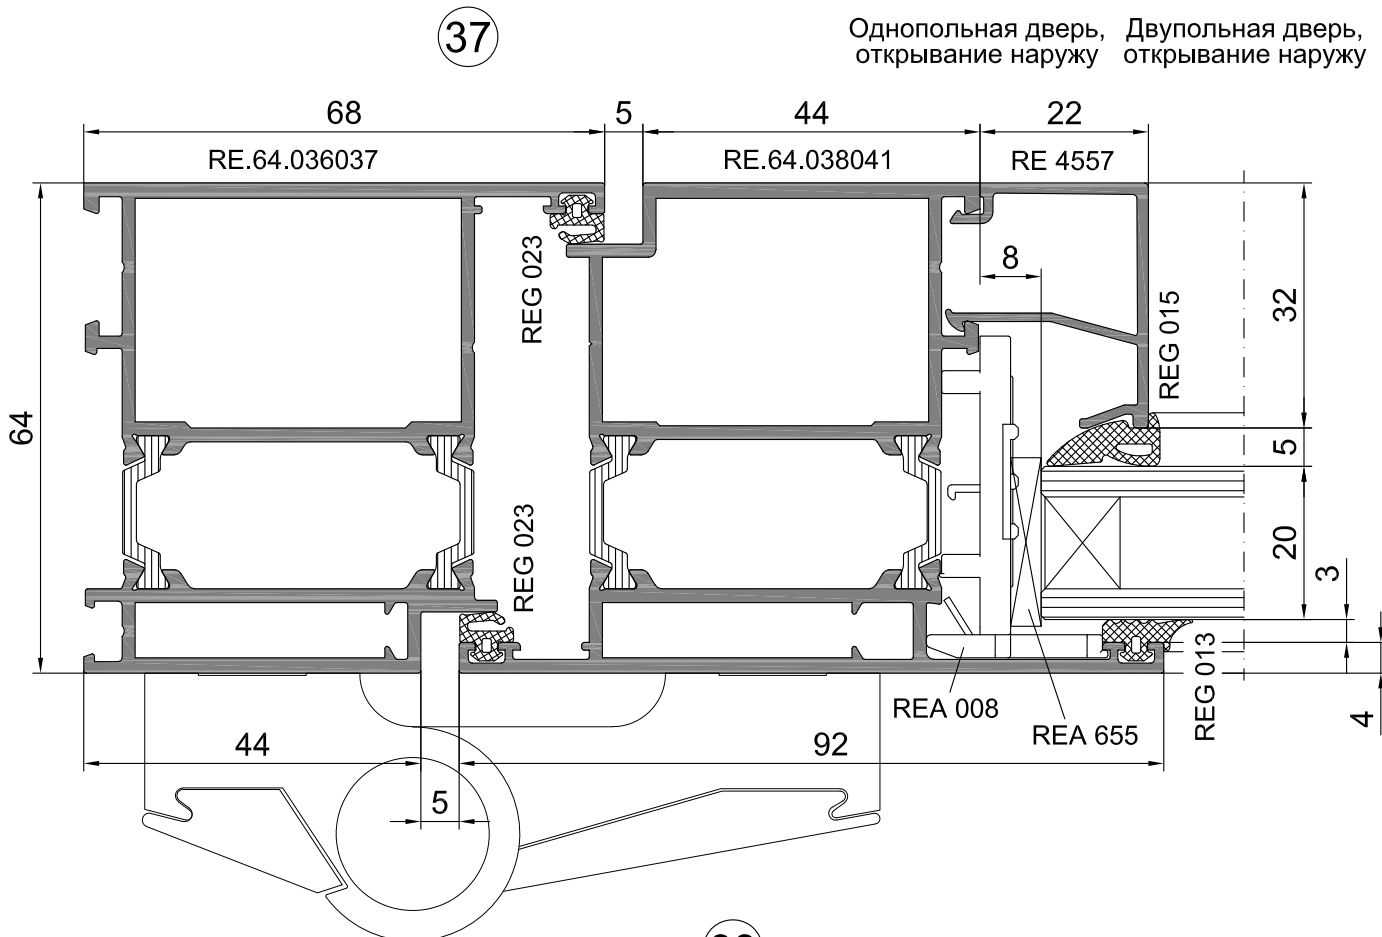 37
Однопольная дверь,
открывание наружу
Двупольная дверь,
открывание наружу
68
5
44
22
RE.64.036037
RE.64.038041
RE 4557
64
REG 023
8
REG 015
32
5
20
3
REG 023
REG 013
4
REA 008
REA 655
44
92
5